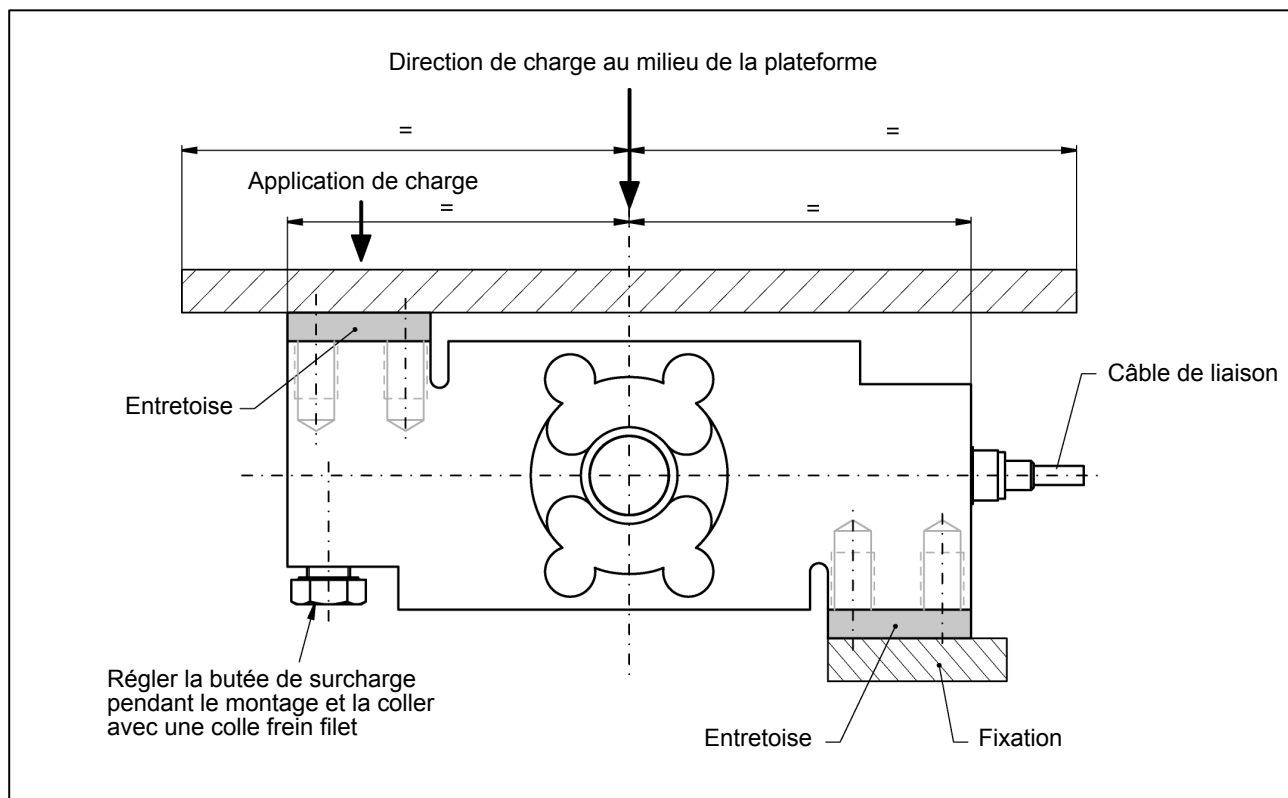 Direction de charge au milieu de la plateforme
= =
Application de charge
= =
Entretoise
Câble de liaison
Régler la butée de surcharge
pendant le montage et la coller
avec une colle frein filet
Entretoise
Fixation